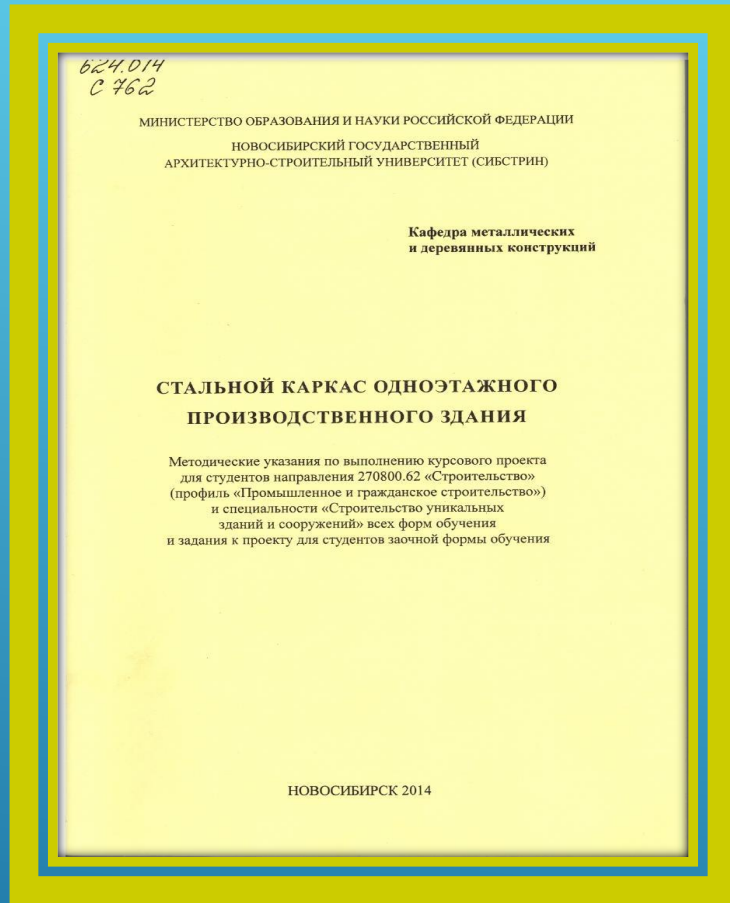 624.014
С 762
МИНИСТЕРСТВО ОБРАЗОВАНИЯ И НАУКИ РОССИЙСКОЙ ФЕДЕРАЦИИ
НОВОСИБИРСКИЙ ГОСУДАРСТВЕННЫЙ
АРХИТЕКТУРНО-СТРОИТЕЛЬНЫЙ УНИВЕРСИТЕТ (СИБСТРИН)
Кафедра металлических
и деревянных конструкций
СТАЛЬНОЙ КАРКАС ОДНОЭТАЖНОГО
ПРОИЗВОДСТВЕННОГО ЗДАНИЯ
Методические указания по выполнению курсового проекта
для студентов направления 270800.62 «Строительство»
(профиль «Промышленное и гражданское строительство»)
и специальности «Строительство уникальных
зданий и сооружений» всех форм обучения
и задания к проекту для студентов заочной формы обучения
НОВОСИБИРСК 2014